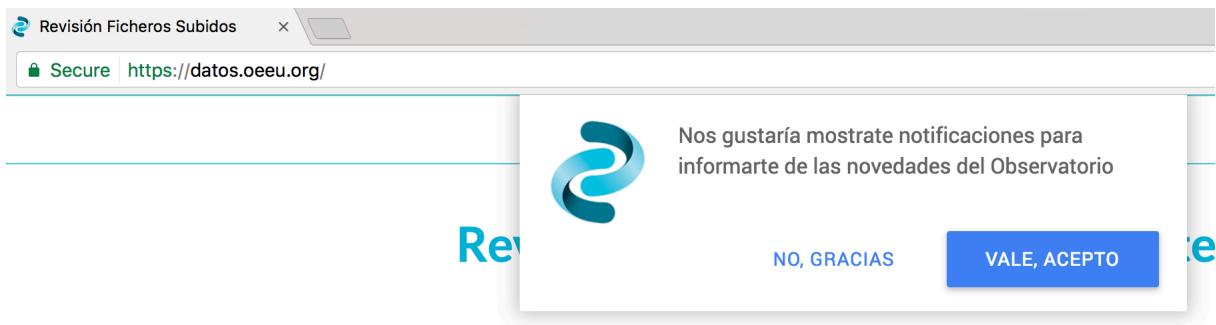 Revisión Ficheros Subidos
Secure https://datos.oeeu.org/
Nos gustaría mostrate notificaciones para
informarte de las novedades del Observatorio
NO, GRACIAS VALE, ACEPTO